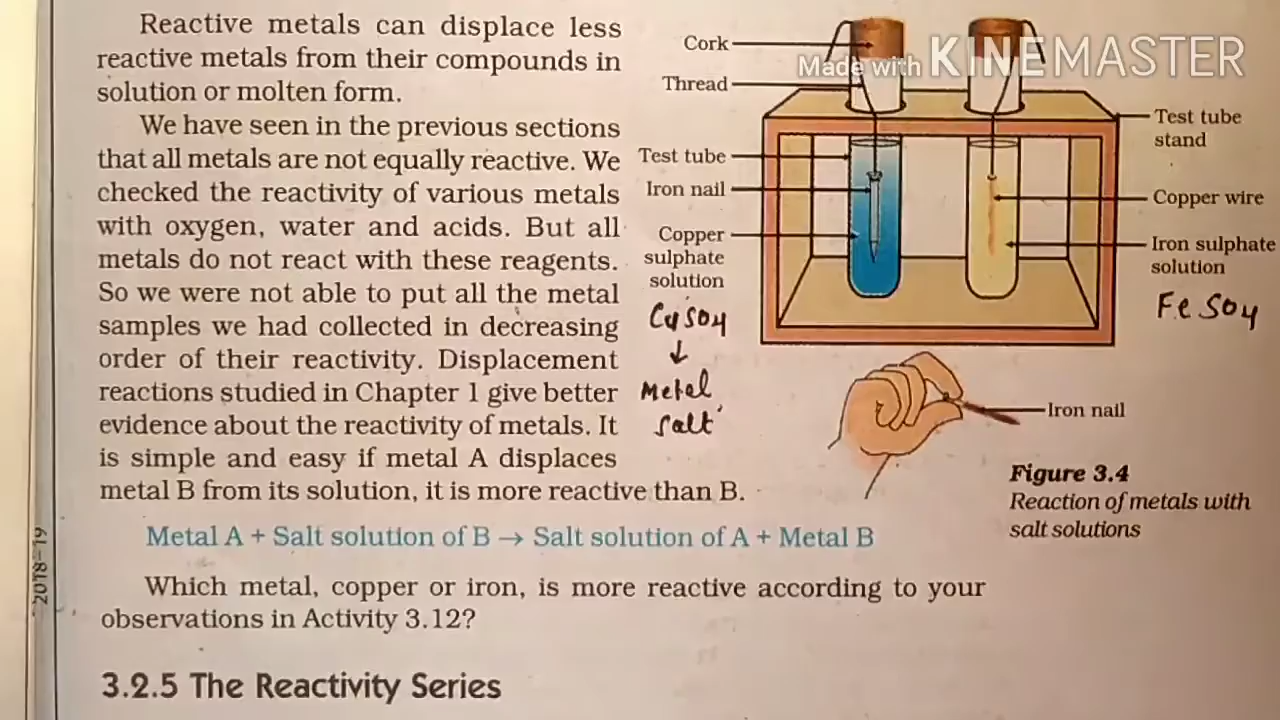 Reactive metals can displace less
reactive metals from their compounds in
solution or molten form.
We have seen in the previous sections
that all metals are not equally reactive. We
checked the reactivity of various metals
with oxygen, water and acids. But all
metals do not react with these reagents.
So we were not able to put all the metal
samples we had collected in decreasing
order of their reactivity. Displacement
reactions studied in Chapter 1 give better
evidence about the reactivity of metals. It
is simple and easy if metal A displaces
metal B from its solution, it is more reactive than B.
Metal A + Salt solution of B → Salt solution of A + Metal B
Which metal, copper or iron, is more reactive according to your
observations in Activity 3.12?
3.2.5 The Reactivity Series
Cork
Thread
Test tube
Iron nail
Copper
sulphate
solution
CuSO4
↓
Metal
Salt
Made with KINEMASTER
Test tube
stand
Copper wire
Iron sulphate
solution
FeSO4
Iron nail
Figure 3.4
Reaction of metals with
salt solutions
2018-19